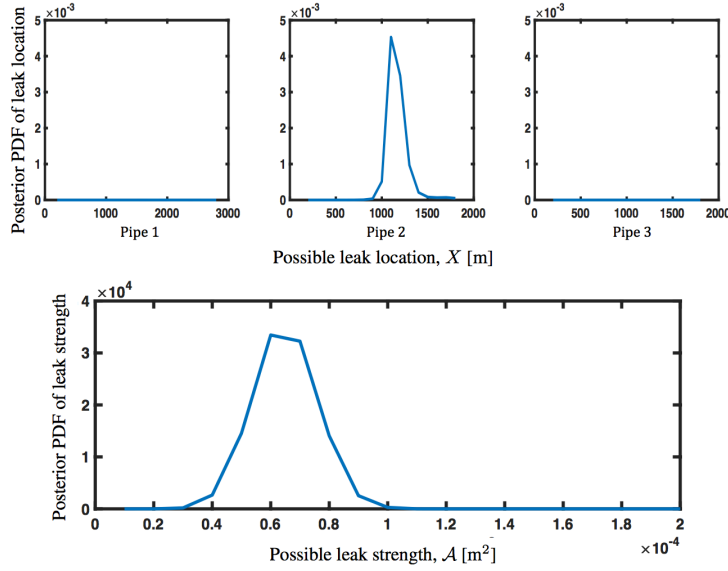 ×10⁻³ ×10⁻³ ×10⁻³
5 5 5
4 4 4
3 3 3
2 2 2
1 1 1
0 0 0
0 1000 2000 3000 0 500 1000 1500 2000 0 500 1000 1500 2000
Pipe 1 Pipe 2 Pipe 3
Posterior PDF of leak location
Possible leak location, X [m]
×10⁴
4
3
2
1
0
0 0.2 0.4 0.6 0.8 1 1.2 1.4 1.6 1.8 2
×10⁻⁴
Posterior PDF of leak strength
Possible leak strength, 𝒜 [m²]